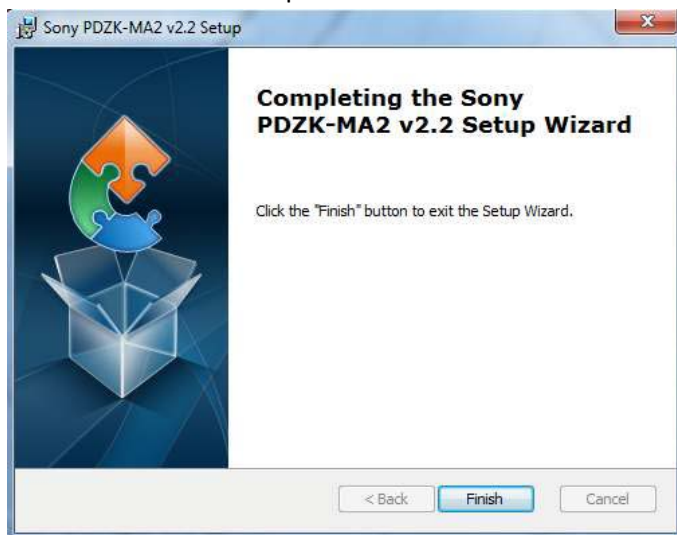 Sony PDZK-MA2 v2.2 Setup
Completing the Sony
PDZK-MA2 v2.2 Setup Wizard
Click the "Finish" button to exit the Setup Wizard.
< Back Finish Cancel